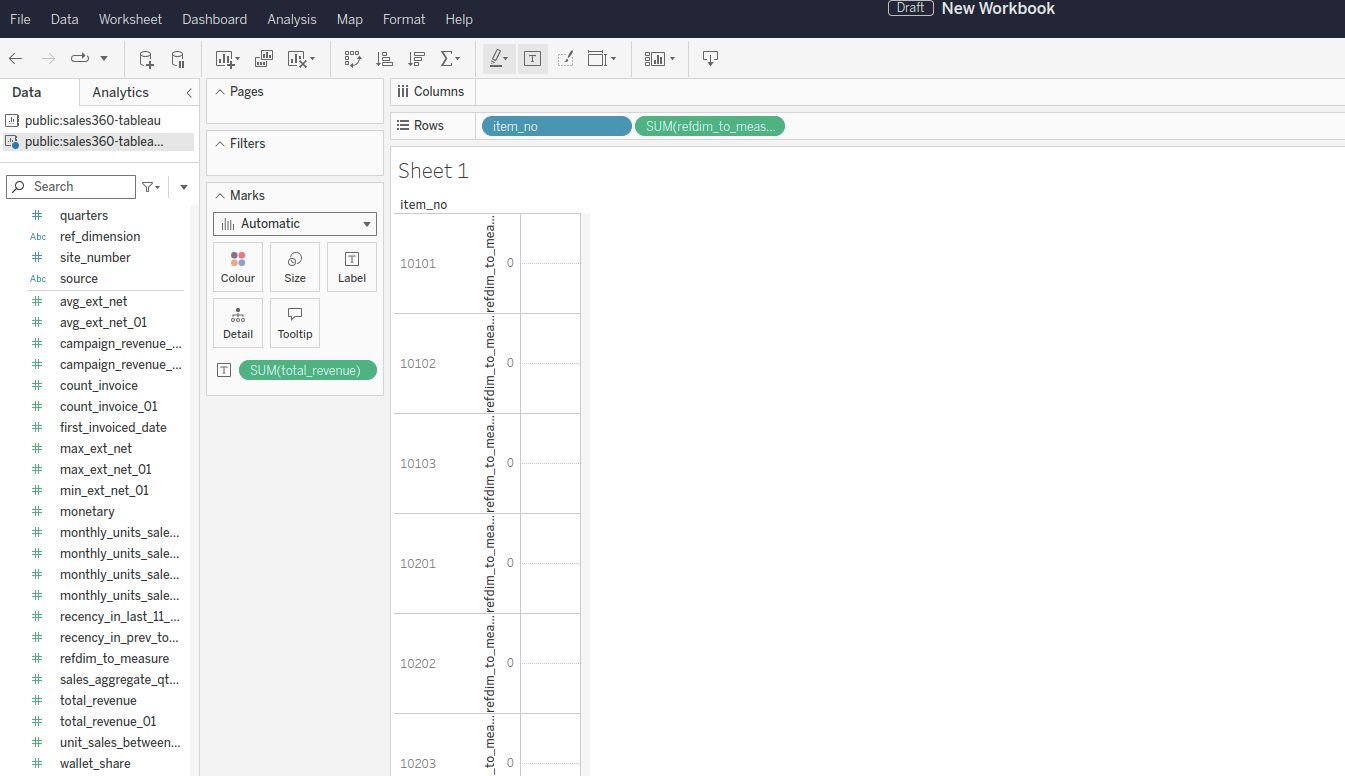 File Data Worksheet Dashboard Analysis Map Format Help
Draft New Workbook
Data Analytics
public:sales360-tableau
public:sales360-tablea...
Search
quarters
Abc ref_dimension
site_number
Abc source
avg_ext_net
avg_ext_net_01
campaign_revenue_...
campaign_revenue_...
count_invoice
count_invoice_01
first_invoiced_date
max_ext_net
max_ext_net_01
min_ext_net_01
monetary
monthly_units_sale...
monthly_units_sale...
monthly_units_sale...
monthly_units_sale...
recency_in_last_11_...
recency_in_prev_to...
refdim_to_measure
sales_aggregate_qt...
total_revenue
total_revenue_01
unit_sales_between...
wallet_share
Pages
Filters
Marks
Automatic
Colour Size Label
Detail Tooltip
T SUM(total_revenue)
Columns
Rows item_no SUM(refdim_to_meas...
Sheet 1
item_no
10101 refdim_to_mea... 0
10102 refdim_to_mea... 0
10103 refdim_to_mea... 0
10201 refdim_to_mea... 0
10202 refdim_to_mea... 0
10203 _to_mea... 0